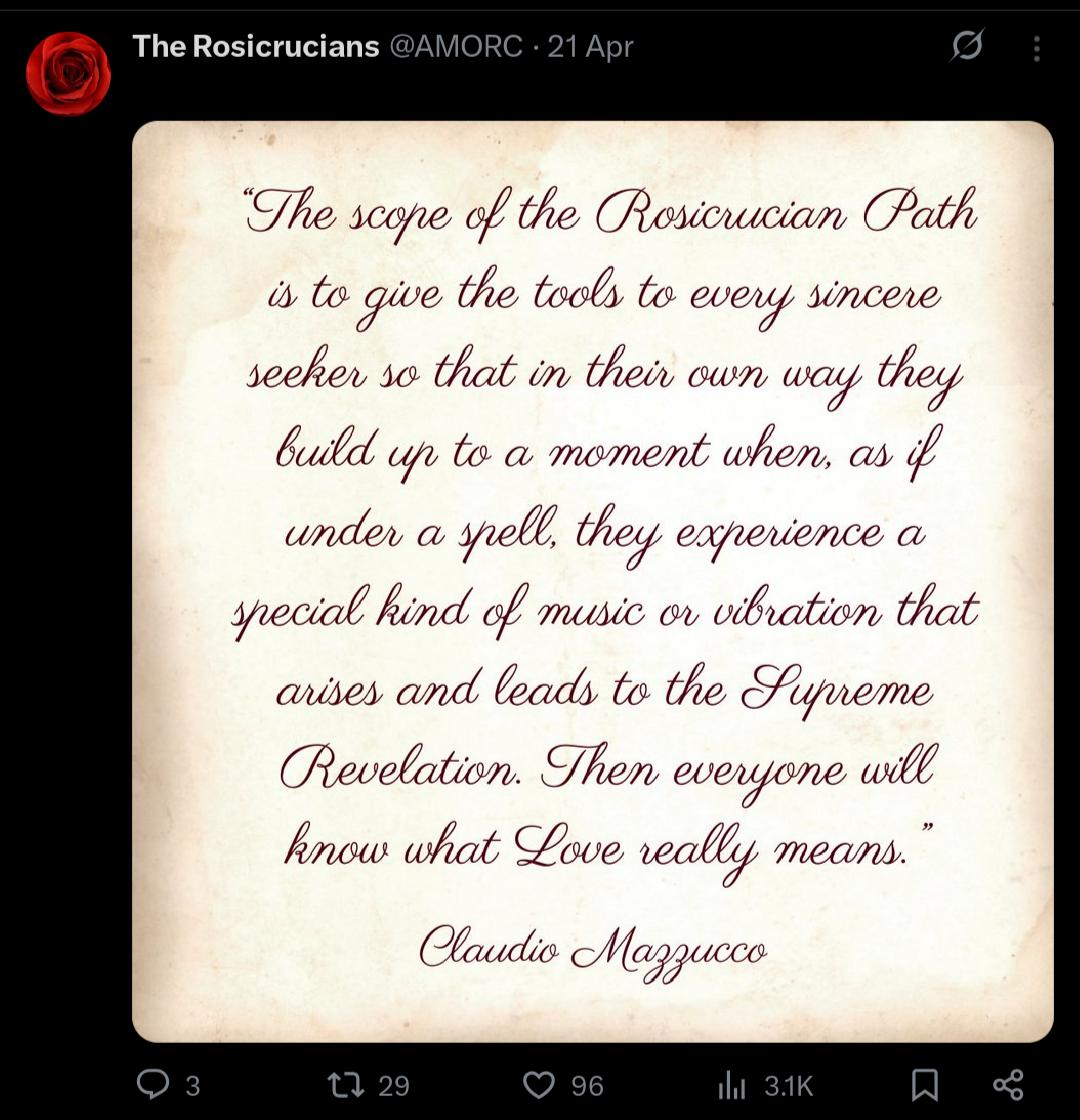 The Rosicrucians @AMORC · 21 Apr
“The scope of the Rosicrucian Path
is to give the tools to every sincere
seeker so that in their own way they
build up to a moment when, as if
under a spell, they experience a
special kind of music or vibration that
arises and leads to the Supreme
Revelation. Then everyone will
know what Love really means.”
Claudio Mazzucco
3 29 96 3.1K